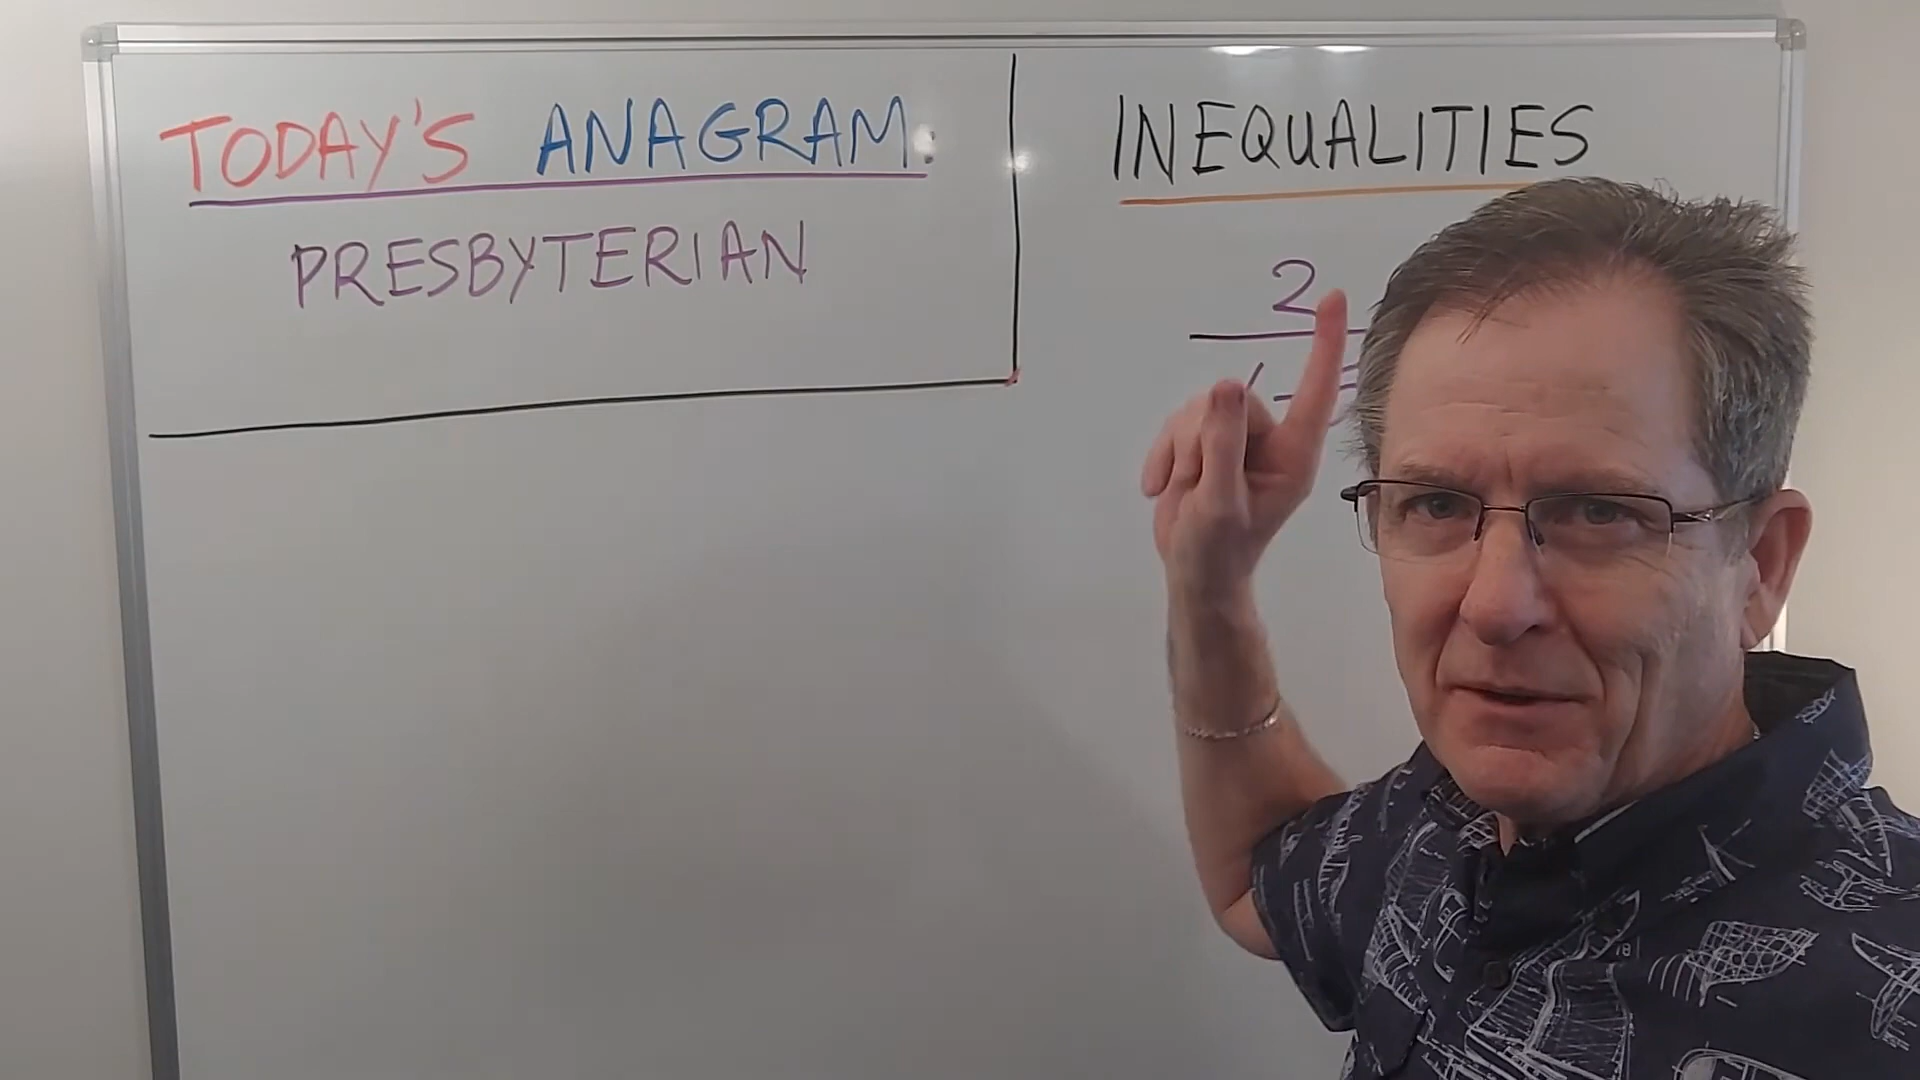 TODAY'S ANAGRAM:
PRESBYTERIAN
INEQUALITIES
2